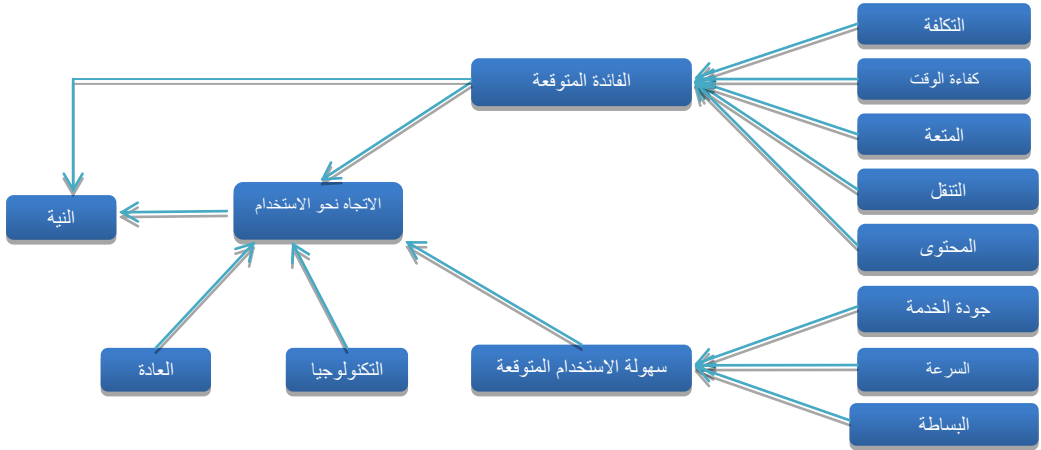 التكلفة
كفاءة الوقت
الفائدة المتوقعة
المتعة
التنقل
الاتجاه نحو الاستخدام
النية
المحتوى
جودة الخدمة
السرعة
سهولة الاستخدام المتوقعة
التكنولوجيا
العادة
البساطة